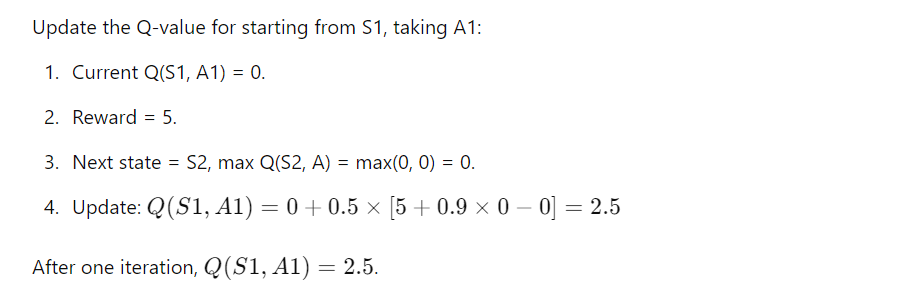 Update the Q-value for starting from S1, taking A1:
1. Current Q(S1, A1) = 0.
2. Reward = 5.
3. Next state = S2, max Q(S2, A) = max(0, 0) = 0.
4. Update: Q(S1, A1) = 0 + 0.5 × [5 + 0.9 × 0 − 0] = 2.5
After one iteration, Q(S1, A1) = 2.5.